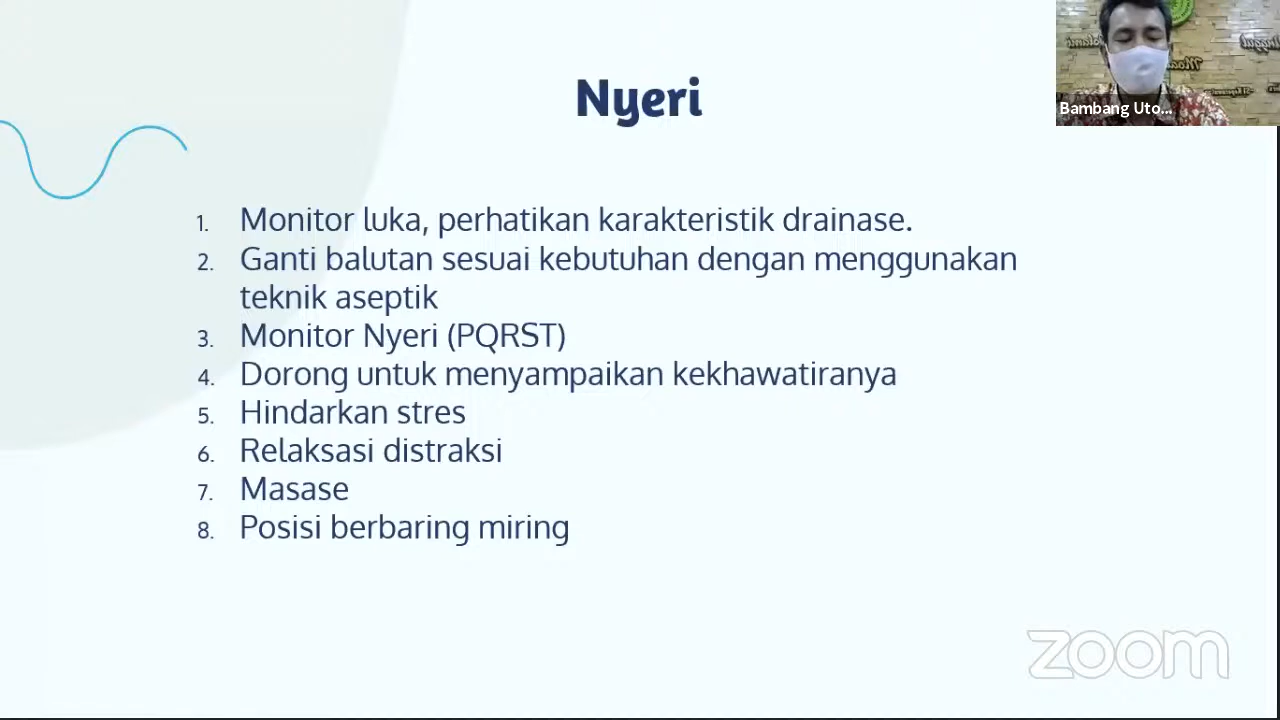 Nyeri
Bambang Uto...
1. Monitor luka, perhatikan karakteristik drainase.
2. Ganti balutan sesuai kebutuhan dengan menggunakan
teknik aseptik
3. Monitor Nyeri (PQRST)
4. Dorong untuk menyampaikan kekhawatiranya
5. Hindarkan stres
6. Relaksasi distraksi
7. Masase
8. Posisi berbaring miring
zoom